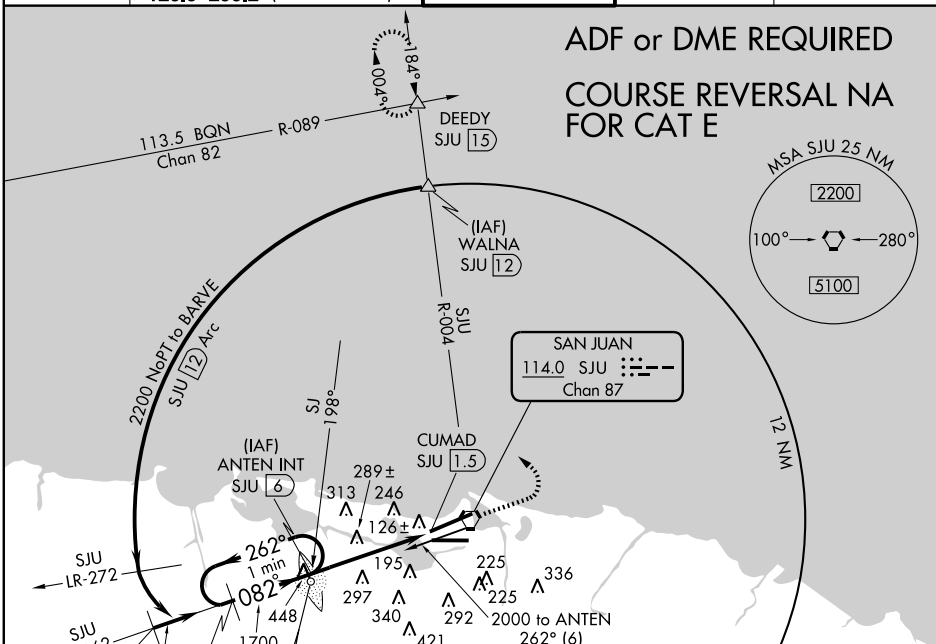 ADF or DME REQUIRED
COURSE REVERSAL NA
FOR CAT E
184°
004°
113.5 BQN
Chan 82
R-089
DEEDY
SJU 15
MSA SJU 25 NM
2200
100°
280°
5100
(IAF)
WALNA
SJU 12
2200 NoPT to BARVE
SJU 12 Arc
SJU
R-004
SAN JUAN
114.0 SJU
Chan 87
12 NM
SJ
198°
(IAF)
ANTEN INT
SJU 6
CUMAD
SJU 1.5
289 ±
313
246
126 ±
SJU
LR-272
262°
1 min
082°
195
225
225
336
448
297
340
292
2000 to ANTEN
262° (6)
SJU
1700
421